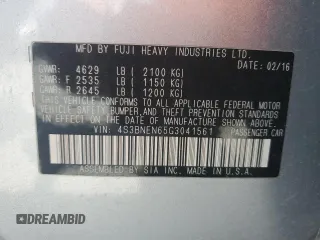 MFD BY FUJI HEAVY INDUSTRIES LTD.
DATE: 02/16
GVWR: 4629 LB ( 2100 KG)
GAWR: F 2535 LB ( 1150 KG)
GAWR: R 2645 LB ( 1200 KG)
THIS VEHICLE CONFORMS TO ALL APPLICABLE
FEDERAL MOTOR VEHICLE
SAFETY, BUMPER, AND THEFT PREVENTION STANDARDS
IN EFFECT ON THE DATE OF MANUFACTURE SHOWN
ABOVE.
VIN: 4S3BNEN65G3041561
ASSEMBLED BY SIA INC. MADE IN U.S.A.
DREAMBID